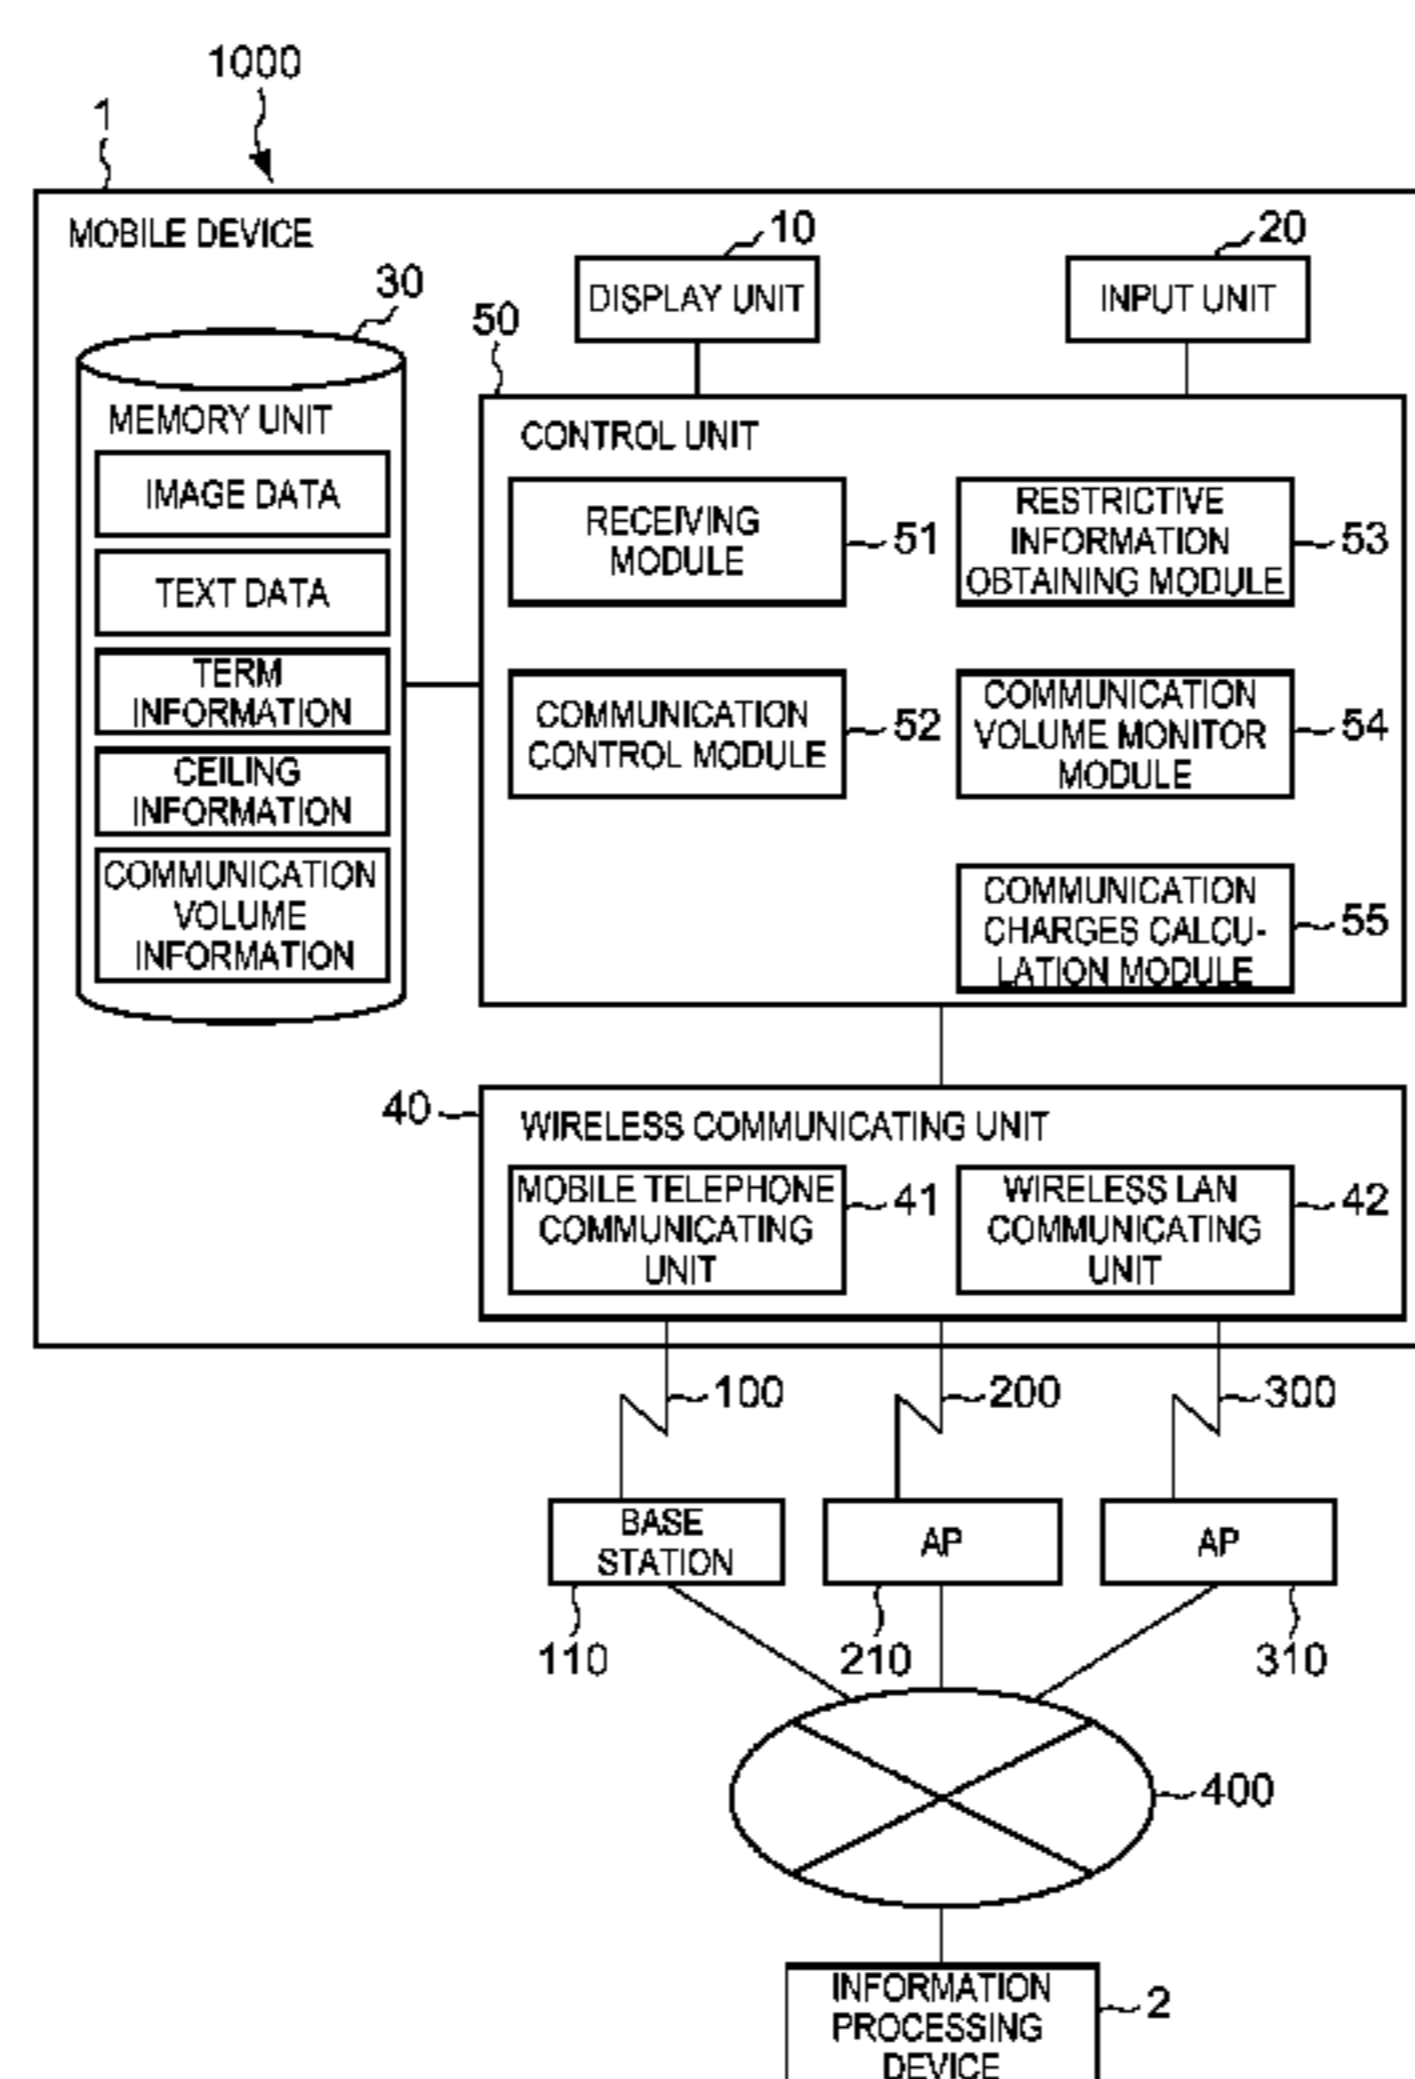 1000
1
MOBILE DEVICE
10
20
DISPLAY UNIT
INPUT UNIT
30
50
MEMORY UNIT
IMAGE DATA
TEXT DATA
TERM
INFORMATION
CEILING
INFORMATION
COMMUNICATION
VOLUME
INFORMATION
CONTROL UNIT
RECEIVING
MODULE
51
RESTRICTIVE
INFORMATION
OBTAINING MODULE
53
COMMUNICATION
CONTROL MODULE
52
COMMUNICATION
VOLUME MONITOR
MODULE
54
COMMUNICATION
CHARGES CALCU-
LATION MODULE
55
40
WIRELESS COMMUNICATING UNIT
MOBILE TELEPHONE
COMMUNICATING
UNIT
41
WIRELESS LAN
COMMUNICATING
UNIT
42
100
200
300
BASE
STATION
AP
AP
110
210
310
400
INFORMATION
PROCESSING
DEVICE
2